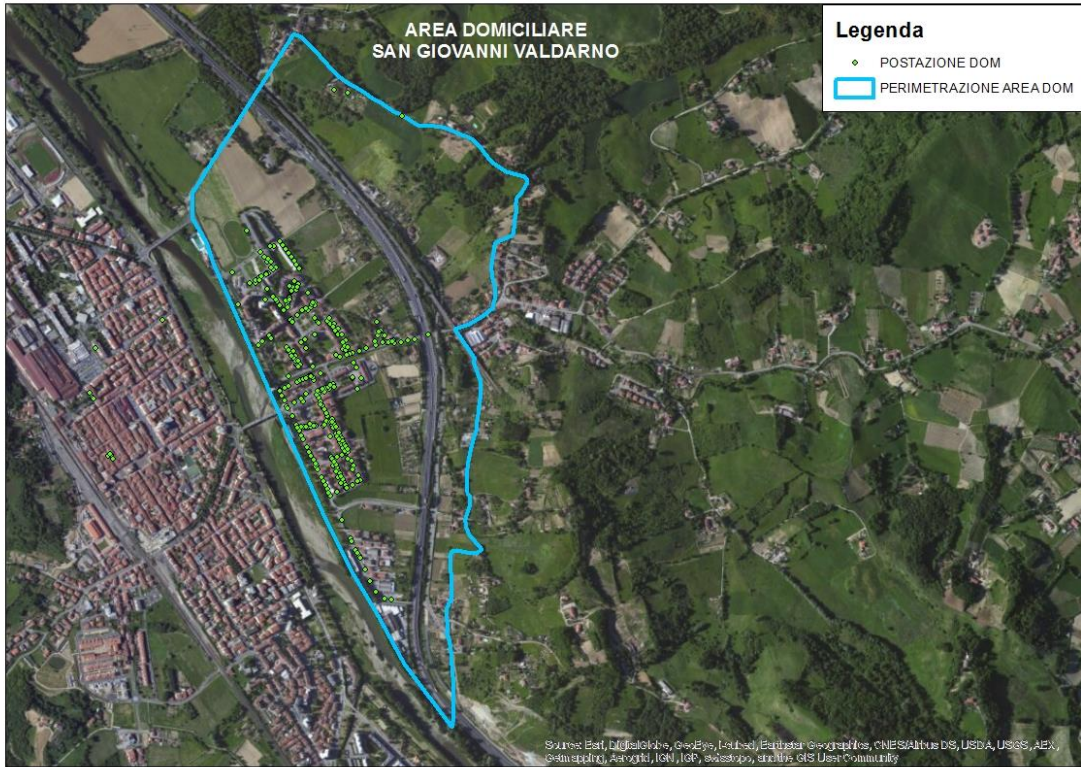 AREA DOMICILIARE
SAN GIOVANNI VALDARNO
Legenda
POSTAZIONE DOM
PERIMETRAZIONE AREA DOM
Source: Esri, DigitalGlobe, GeoEye, i-cubed, Earthstar Geographics, CNES/Airbus DS, USDA, USGS, AEX,
Getmapping, Aerogrid, IGN, IGP, swisstopo, and the GIS User Community